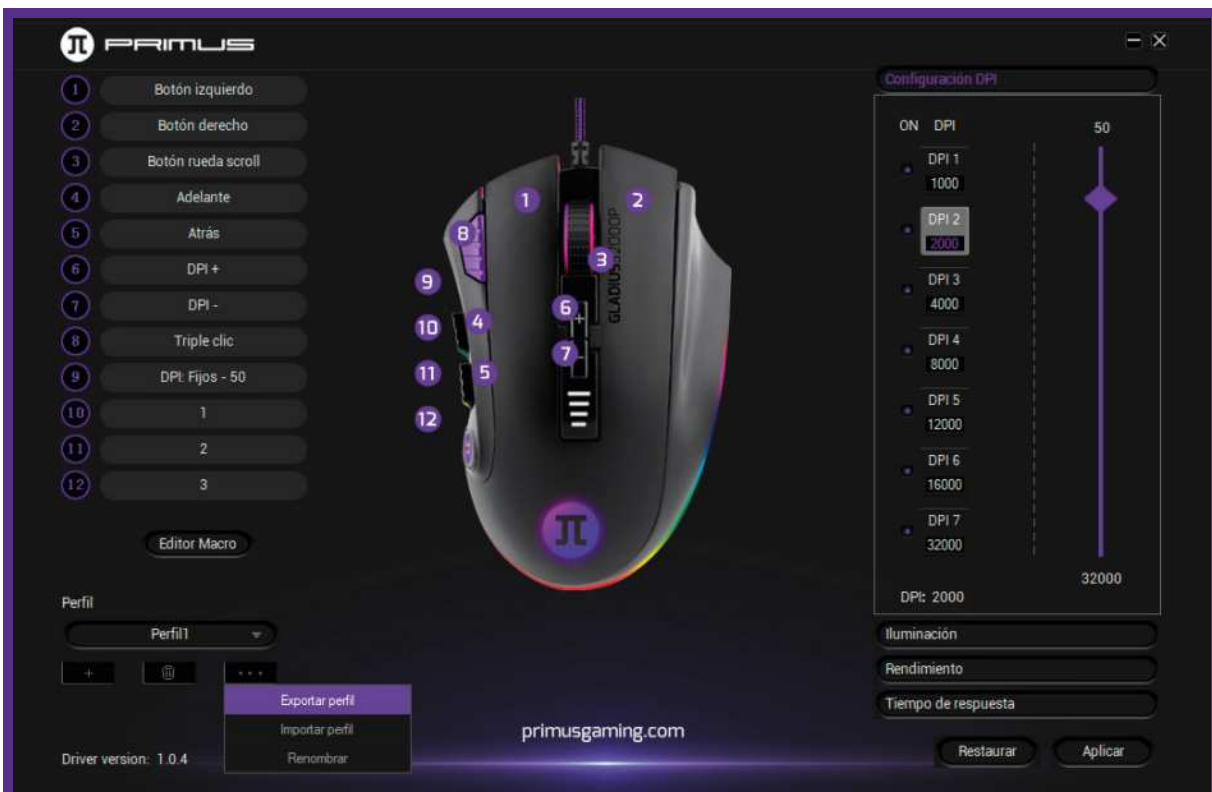 PRIMUS
1 Botón izquierdo
2 Botón derecho
3 Botón rueda scroll
4 Adelante
5 Atrás
6 DPI +
7 DPI -
8 Triple clic
9 DPI: Fijos - 50
10 1
11 2
12 3
Editor Macro
Perfil
Perfil1
+
...
Exportar perfil
Importar perfil
Renombrar
Driver version: 1.0.4
1
2
8
3
9
6
+
10
4
7
-
11
5
12
GLADIUS32000P
primusgaming.com
Configuración DPI
ON DPI
50
DPI 1
1000
DPI 2
2000
DPI 3
4000
DPI 4
8000
DPI 5
12000
DPI 6
16000
DPI 7
32000
32000
DPI: 2000
Iluminación
Rendimiento
Tiempo de respuesta
Restaurar
Aplicar